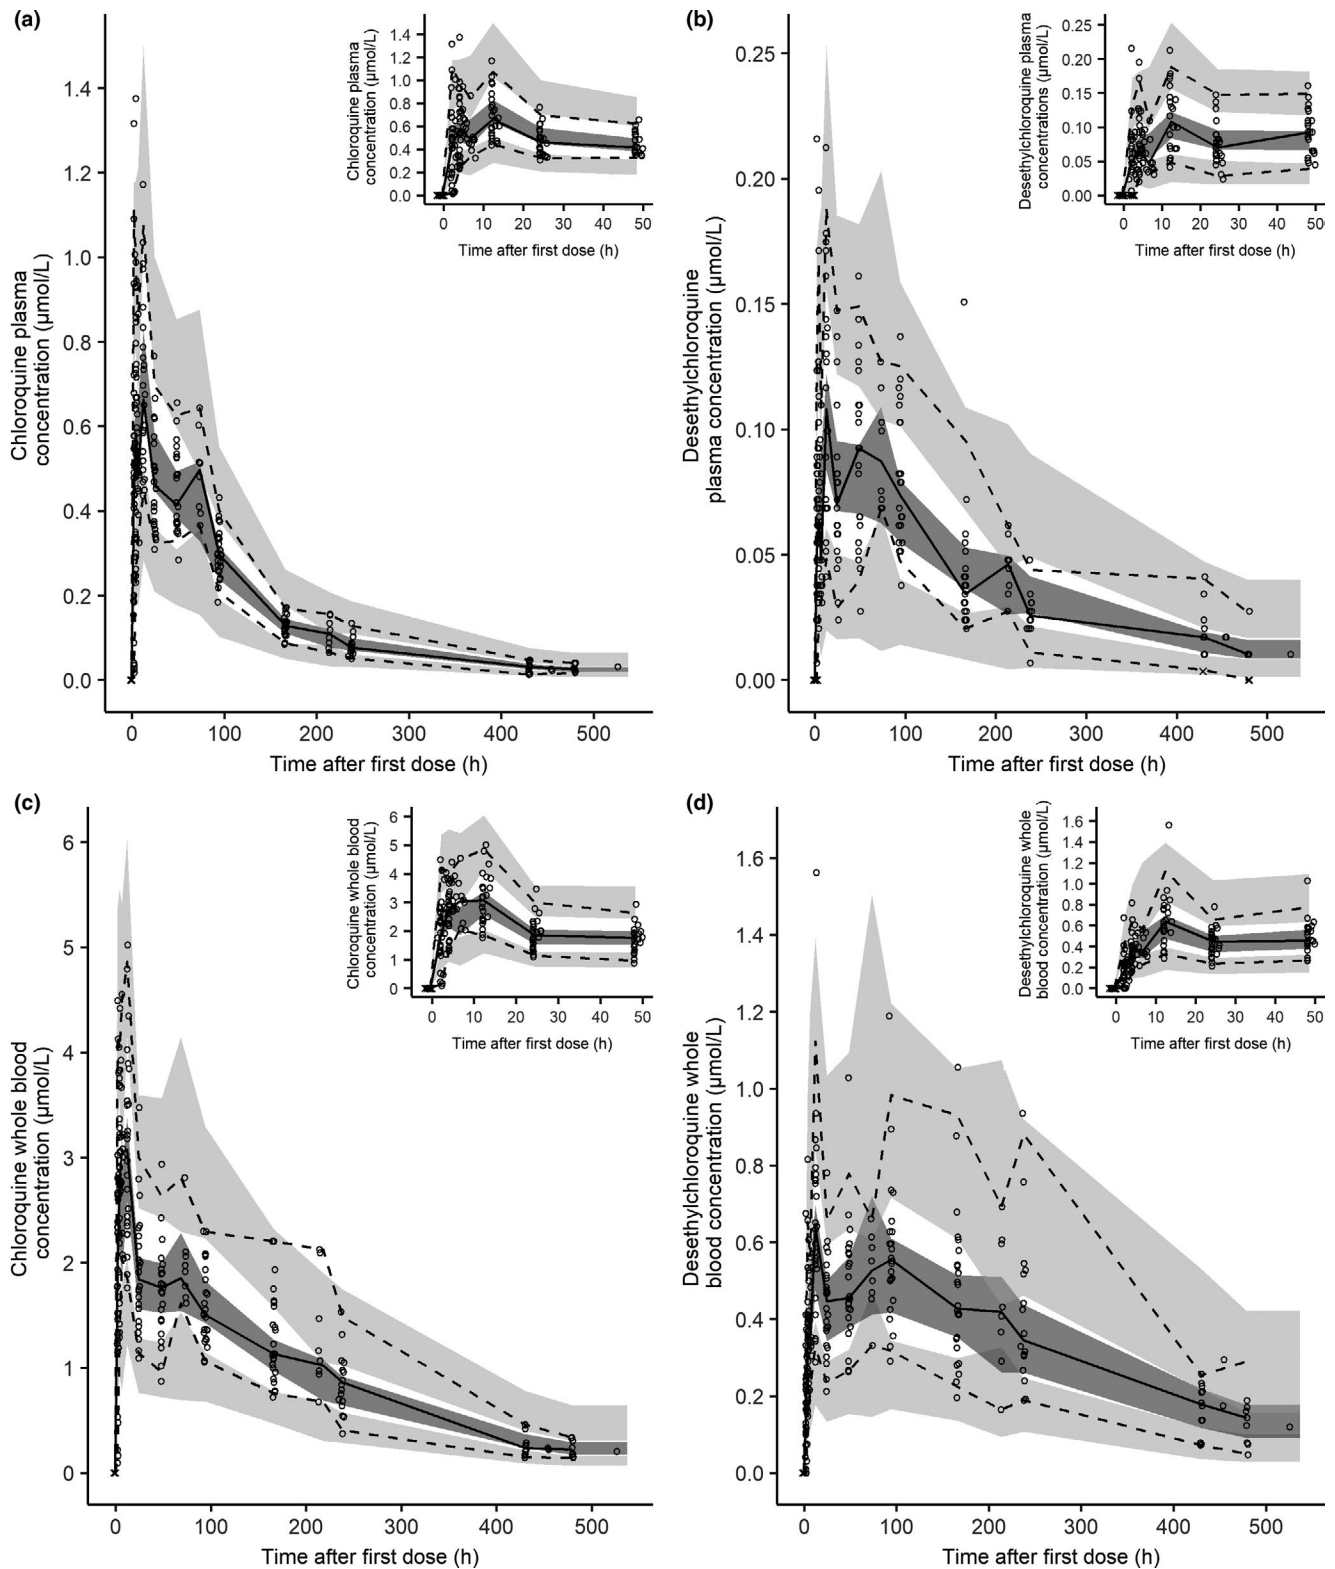 (a)
Chloroquine plasma
concentration (µmol/L)
1.4
1.2
1.0
0.8
0.6
0.4
0.2
0.0
0 100 200 300 400 500
Time after first dose (h)
Chloroquine plasma
concentration (µmol/L)
1.4
1.2
1.0
0.8
0.6
0.4
0.2
0.0
0 10 20 30 40 50
Time after first dose (h)
(b)
Desethylchloroquine
plasma concentration (µmol/L)
0.25
0.20
0.15
0.10
0.05
0.00
0 100 200 300 400 500
Time after first dose (h)
Desethylchloroquine plasma
concentrations (µmol/L)
0.25
0.20
0.15
0.10
0.05
0.00
0 10 20 30 40 50
Time after first dose (h)
(c)
Chloroquine whole blood
concentration (µmol/L)
6
5
4
3
2
1
0
0 100 200 300 400 500
Time after first dose (h)
Chloroquine whole blood
concentration (µmol/L)
6
5
4
3
2
1
0
0 10 20 30 40 50
Time after first dose (h)
(d)
Desethylchloroquine whole
blood concentration (µmol/L)
1.6
1.4
1.2
1.0
0.8
0.6
0.4
0.2
0.0
0 100 200 300 400 500
Time after first dose (h)
Desethylchloroquine whole
blood concentration (µmol/L)
1.6
1.4
1.2
1.0
0.8
0.6
0.4
0.2
0.0
0 10 20 30 40 50
Time after first dose (h)